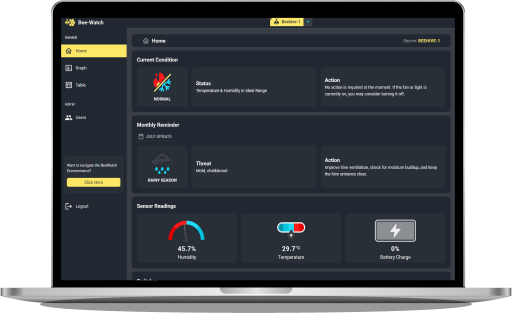 Bee-Watch
Beehive-1
General
Home
Graph
Table
Admin
Users
Want to navigate the BeeWatch
Click Here
Logout
Home
Source: BEEHIVE-1
Current Condition
NORMAL
Status
Temperature & Humidity in Ideal Range
Action
No action is required at the moment. If the fan or light is
currently on, you may consider turning it off.
Monthly Reminder
JULY UPDATE
RAINY SEASON
Threat
Mold, chalkbrood
Action
Improve hive ventilation, check for moisture buildup, and keep
the hive entrance clear.
Sensor Readings
45.7%
Humidity
29.7°C
Temperature
0%
Battery Charge